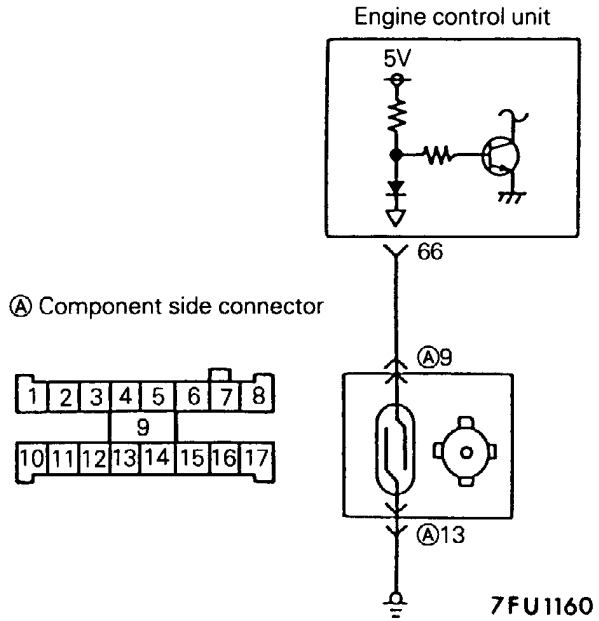 Engine control unit
5V
66
Ⓐ Component side connector
Ⓐ9
1 2 3 4 5 6 7 8
9
10 11 12 13 14 15 16 17
Ⓐ13
7FU1160